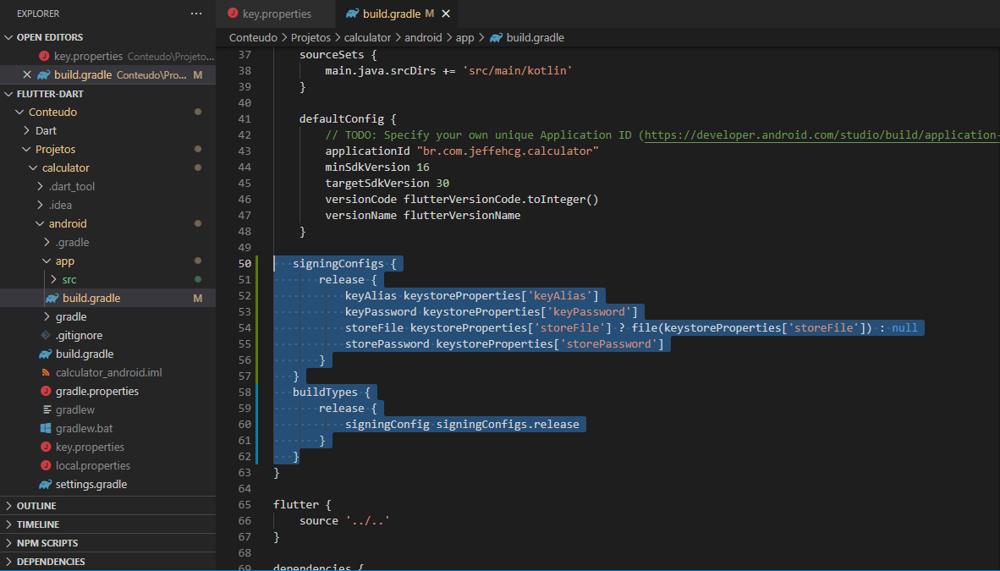 EXPLORER
OPEN EDITORS
key.properties Conteudo\Projeto...
build.gradle Conteudo\Pro... M
FLUTTER-DART
Conteudo
Dart
Projetos
calculator
.dart_tool
.idea
android
.gradle
app
src
build.gradle M
gradle
.gitignore
build.gradle
calculator_android.iml
gradle.properties
gradlew
gradlew.bat
key.properties
local.properties
settings.gradle
OUTLINE
TIMELINE
NPM SCRIPTS
DEPENDENCIES
key.properties
build.gradle M
Conteudo > Projetos > calculator > android > app > build.gradle
37 sourceSets {
38 main.java.srcDirs += 'src/main/kotlin'
39 }
40
41 defaultConfig {
42 // TODO: Specify your own unique Application ID (https://developer.android.com/studio/build/application-
43 applicationId "br.com.jeffehcg.calculator"
44 minSdkVersion 16
45 targetSdkVersion 30
46 versionCode flutterVersionCode.toInteger()
47 versionName flutterVersionName
48 }
49
50 signingConfigs {
51 release {
52 keyAlias keystoreProperties['keyAlias']
53 keyPassword keystoreProperties['keyPassword']
54 storeFile keystoreProperties['storeFile'] ? file(keystoreProperties['storeFile']) : null
55 storePassword keystoreProperties['storePassword']
56 }
57 }
58 buildTypes {
59 release {
60 signingConfig signingConfigs.release
61 }
62 }
63 }
64
65 flutter {
66 source '../..'
67 }
68
69 dependencies {